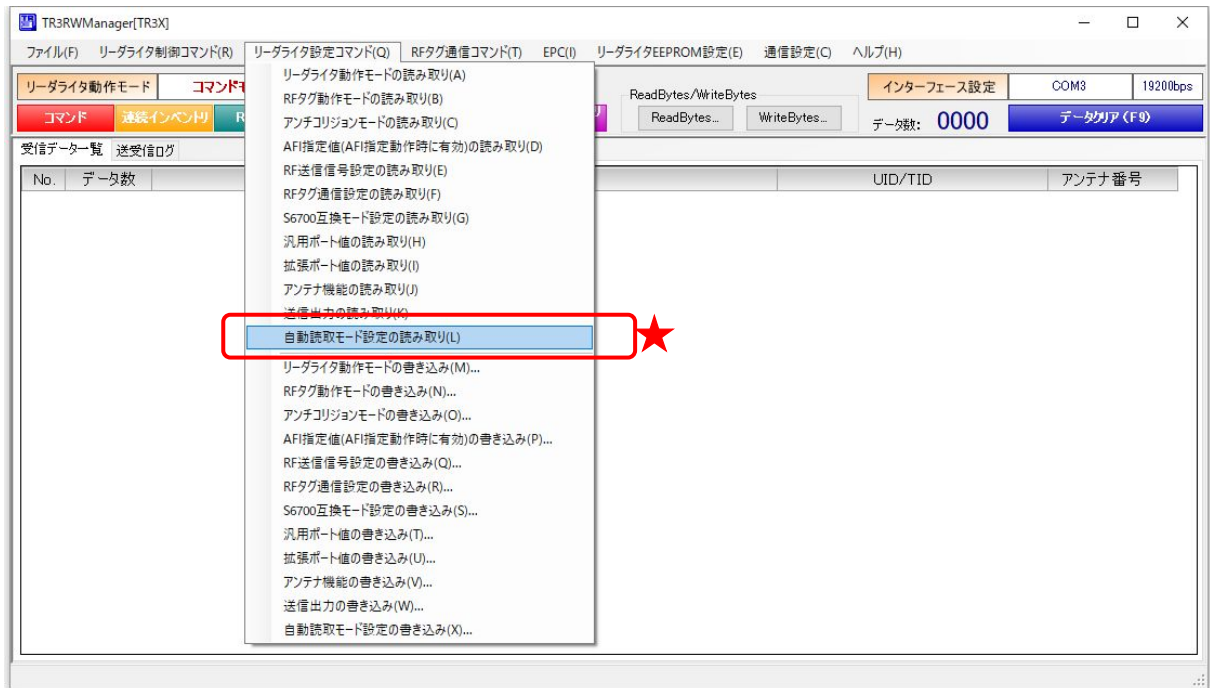 TR3RWManager[TR3X]
ファイル(F) リーダライタ制御コマンド(R) リーダライタ設定コマンド(Q) RFタグ通信コマンド(T) EPC(I) リーダライタEEPROM設定(E) 通信設定(C) ヘルプ(H)
リーダライタ動作モード
コマンド
ReadBytes/WriteBytes
インターフェース設定 COM3 19200bps
コマンド 連続インベントリ R
ReadBytes... WriteBytes... データ数: 0000 データクリア(F9)
受信データ一覧 送受信ログ
No. データ数 UID/TID アンテナ番号
リーダライタ動作モードの読み取り(A)
RFタグ動作モードの読み取り(B)
アンチコリジョンモードの読み取り(C)
AFI指定値(AFI指定動作時に有効)の読み取り(D)
RF送信信号設定の読み取り(E)
RFタグ通信設定の読み取り(F)
S6700互換モード設定の読み取り(G)
汎用ポート値の読み取り(H)
拡張ポート値の読み取り(I)
アンテナ機能の読み取り(J)
送信出力の読み取り(K)
自動読取モード設定の読み取り(L)
リーダライタ動作モードの書き込み(M)...
RFタグ動作モードの書き込み(N)...
アンチコリジョンモードの書き込み(O)...
AFI指定値(AFI指定動作時に有効)の書き込み(P)...
RF送信信号設定の書き込み(Q)...
RFタグ通信設定の書き込み(R)...
S6700互換モード設定の書き込み(S)...
汎用ポート値の書き込み(T)...
拡張ポート値の書き込み(U)...
アンテナ機能の書き込み(V)...
送信出力の書き込み(W)...
自動読取モード設定の書き込み(X)...